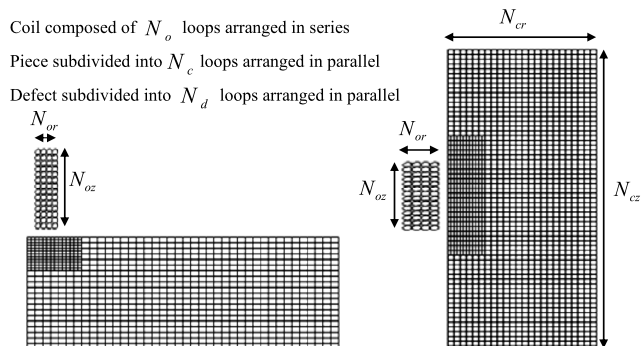 Coil composed of N_o loops arranged in series
Piece subdivided into N_c loops arranged in parallel
Defect subdivided into N_d loops arranged in parallel
N_or
N_oz
N_cr
N_or
N_oz
N_cz